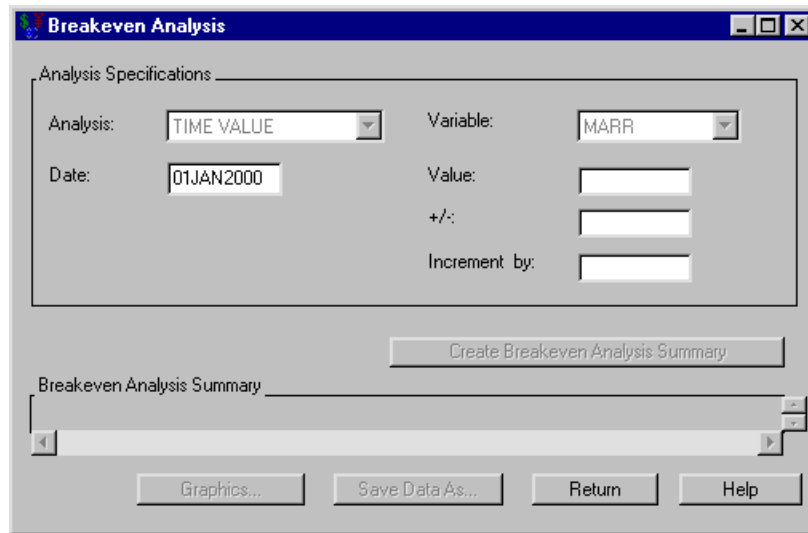 Breakeven Analysis
Analysis Specifications
Analysis: TIME VALUE Variable: MARR
Date: 01JAN2000 Value:
+/-:
Increment by:
Create Breakeven Analysis Summary
Breakeven Analysis Summary
Graphics... Save Data As... Return Help